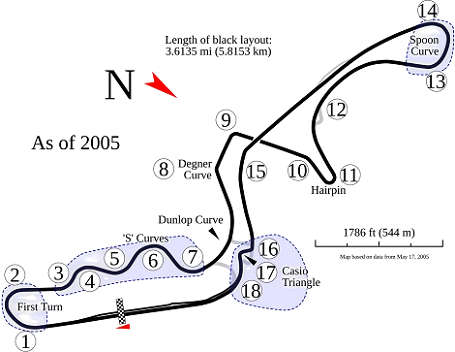 14
Length of black layout:
3.6135 mi (5.8153 km)
Spoon
Curve
13
N
12
9
As of 2005
8
Degner
Curve
15
10
11
Hairpin
Dunlop Curve
1786 ft (544 m)
Map based on data from May 17, 2005
'S' Curves
16
5
6
7
17
Casio
Triangle
2
3
4
18
First Turn
1